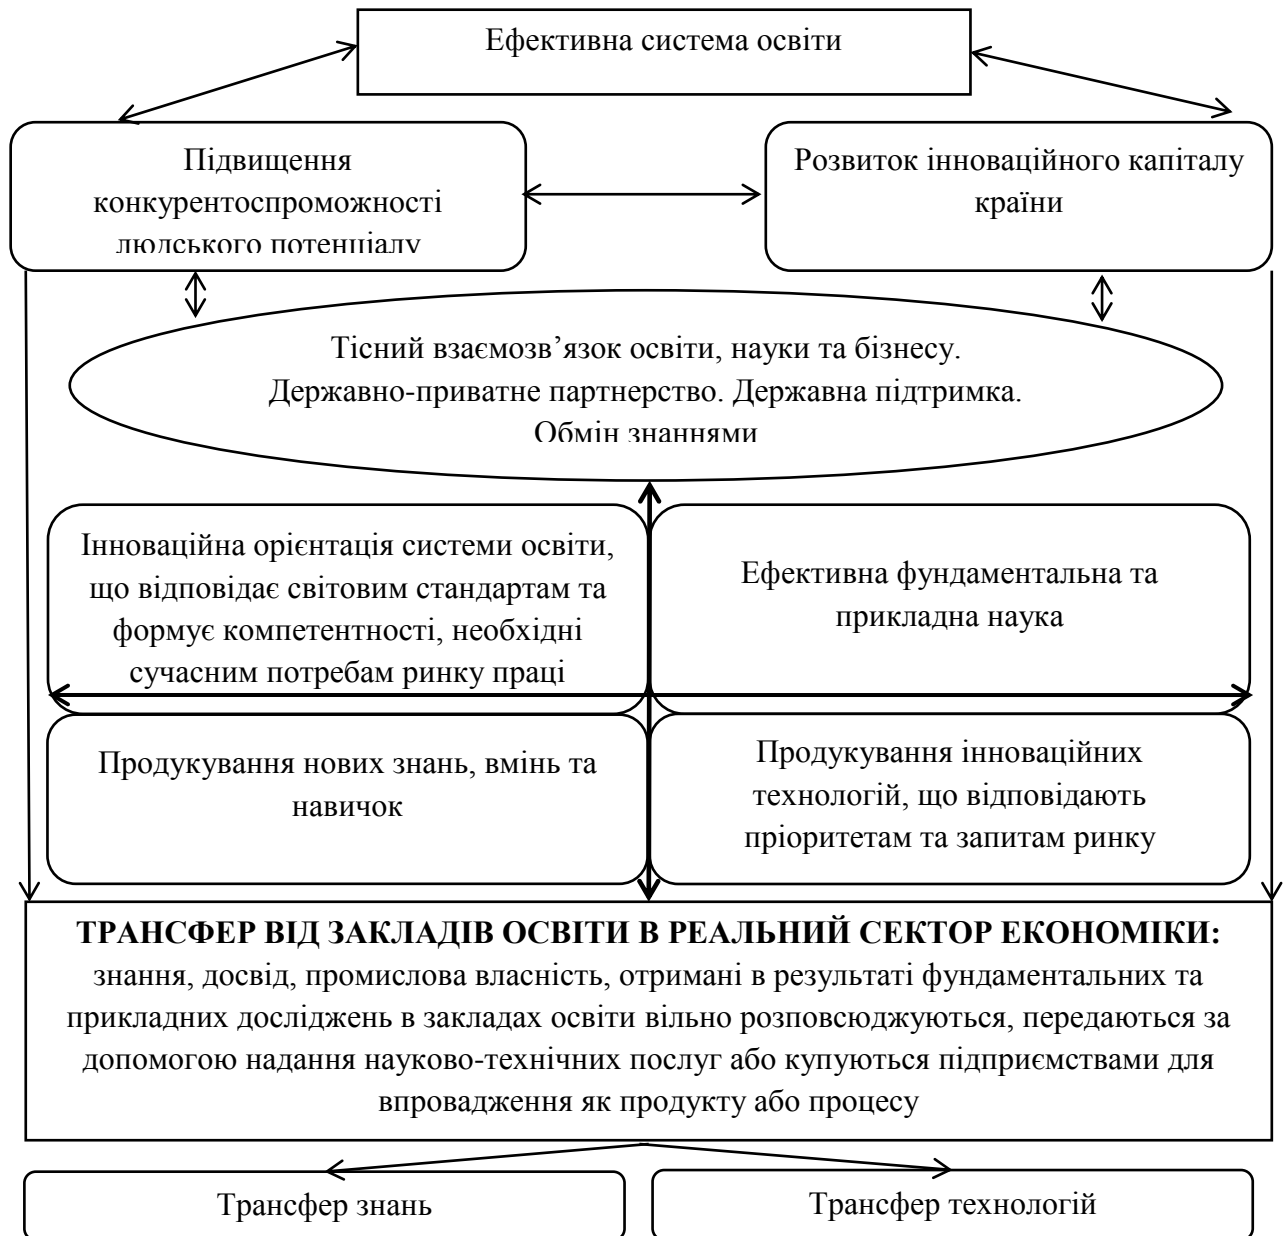 Ефективна система освіти
Підвищення
конкурентоспроможності
людського потенціалу
Розвиток інноваційного капіталу
країни
Тісний взаємозв’язок освіти, науки та бізнесу.
Державно-приватне партнерство. Державна підтримка.
Обмін знаннями
Інноваційна орієнтація системи освіти,
що відповідає світовим стандартам та
формує компетентності, необхідні
сучасним потребам ринку праці
Ефективна фундаментальна та
прикладна наука
Продукування нових знань, вмінь та
навичок
Продукування інноваційних
технологій, що відповідають
пріоритетам та запитам ринку
ТРАНСФЕР ВІД ЗАКЛАДІВ ОСВІТИ В РЕАЛЬНИЙ СЕКТОР ЕКОНОМІКИ:
знання, досвід, промислова власність, отримані в результаті фундаментальних та
прикладних досліджень в закладах освіти вільно розповсюджуються, передаються за
допомогою надання науково-технічних послуг або купуються підприємствами для
впровадження як продукту або процесу
Трансфер знань
Трансфер технологій